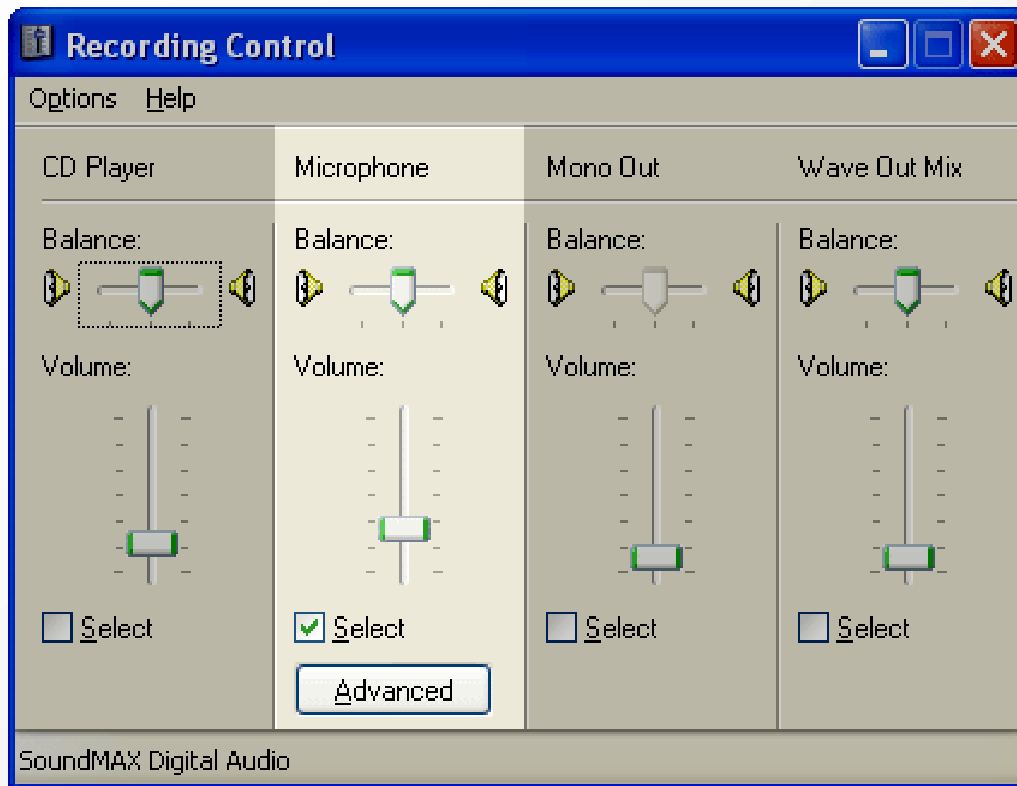 Recording Control
Options Help
CD Player Microphone Mono Out Wave Out Mix
Balance: Balance: Balance: Balance:
Volume: Volume: Volume: Volume:
Select Select Select Select
Advanced
SoundMAX Digital Audio